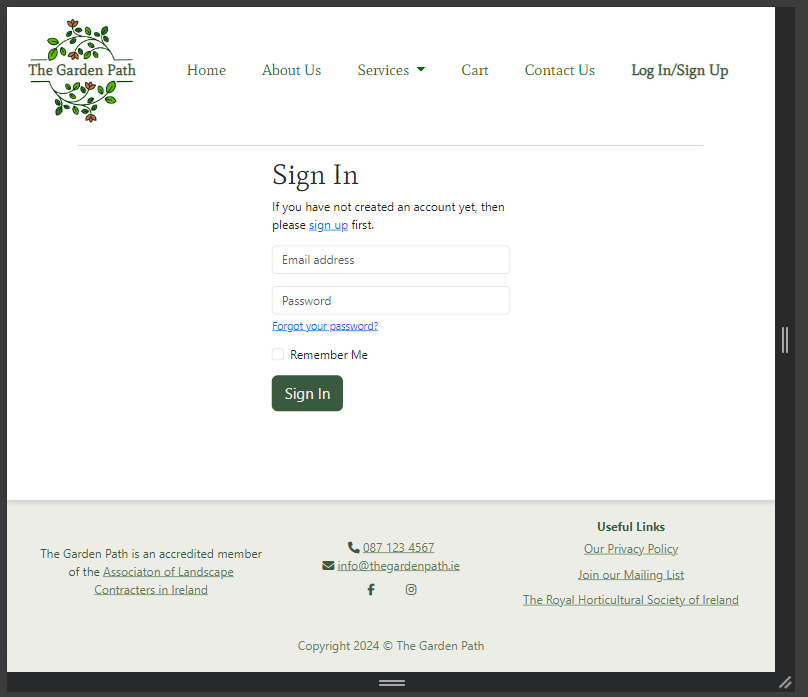 The Garden Path
Home
About Us
Services
Cart
Contact Us
Log In/Sign Up
Sign In
If you have not created an account yet, then
please sign up first.
Email address
Password
Forgot your password?
Remember Me
Sign In
The Garden Path is an accredited member
of the Associaton of Landscape
Contracters in Ireland
087 123 4567
info@thegardenpath.ie
Useful Links
Our Privacy Policy
Join our Mailing List
The Royal Horticultural Society of Ireland
Copyright 2024 © The Garden Path